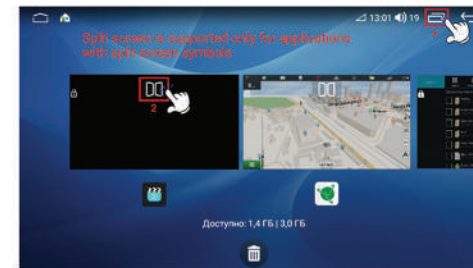 13:01 19
1
Split screen is supported only for applications
with split screen symbols
2
Доступно: 1,4 ГБ | 3,0 ГБ